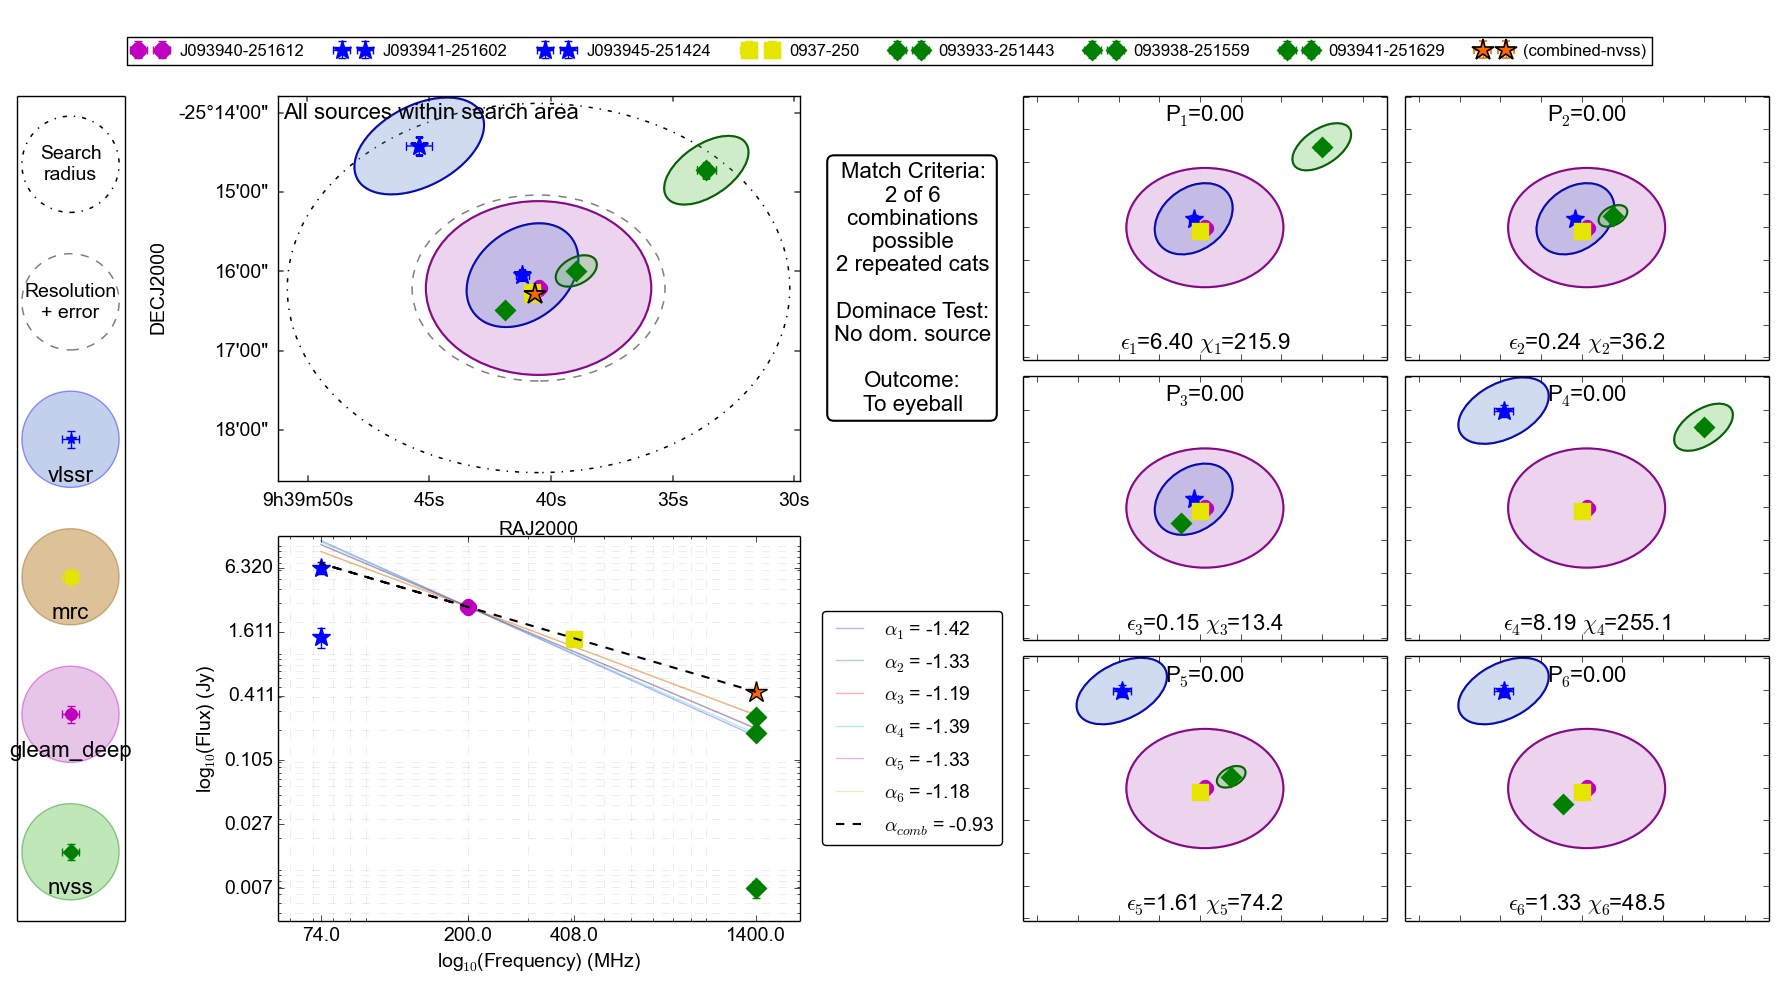 J093940-251612 J093941-251602 J093945-251424 0937-250 093933-251443 093938-251559 093941-251629 (combined-nvss)
Search
radius
Resolution
+ error
vlssr
mrc
gleam_deep
nvss
All sources within search area
-25°14'00"
15'00"
16'00"
17'00"
18'00"
DECJ2000
9h39m50s 45s 40s 35s 30s
RAJ2000
Match Criteria:
2 of 6
combinations
possible
2 repeated cats
Dominace Test:
No dom. source
Outcome:
To eyeball
6.320
1.611
0.411
0.105
0.027
0.007
log₁₀(Flux) (Jy)
74.0 200.0 408.0 1400.0
log₁₀(Frequency) (MHz)
α₁ = -1.42
α₂ = -1.33
α₃ = -1.19
α₄ = -1.39
α₅ = -1.33
α₆ = -1.18
α_comb = -0.93
P₁=0.00
ϵ₁=6.40 χ₁=215.9
P₂=0.00
ϵ₂=0.24 χ₂=36.2
P₃=0.00
ϵ₃=0.15 χ₃=13.4
P₄=0.00
ϵ₄=8.19 χ₄=255.1
P₅=0.00
ϵ₅=1.61 χ₅=74.2
P₆=0.00
ϵ₆=1.33 χ₆=48.5